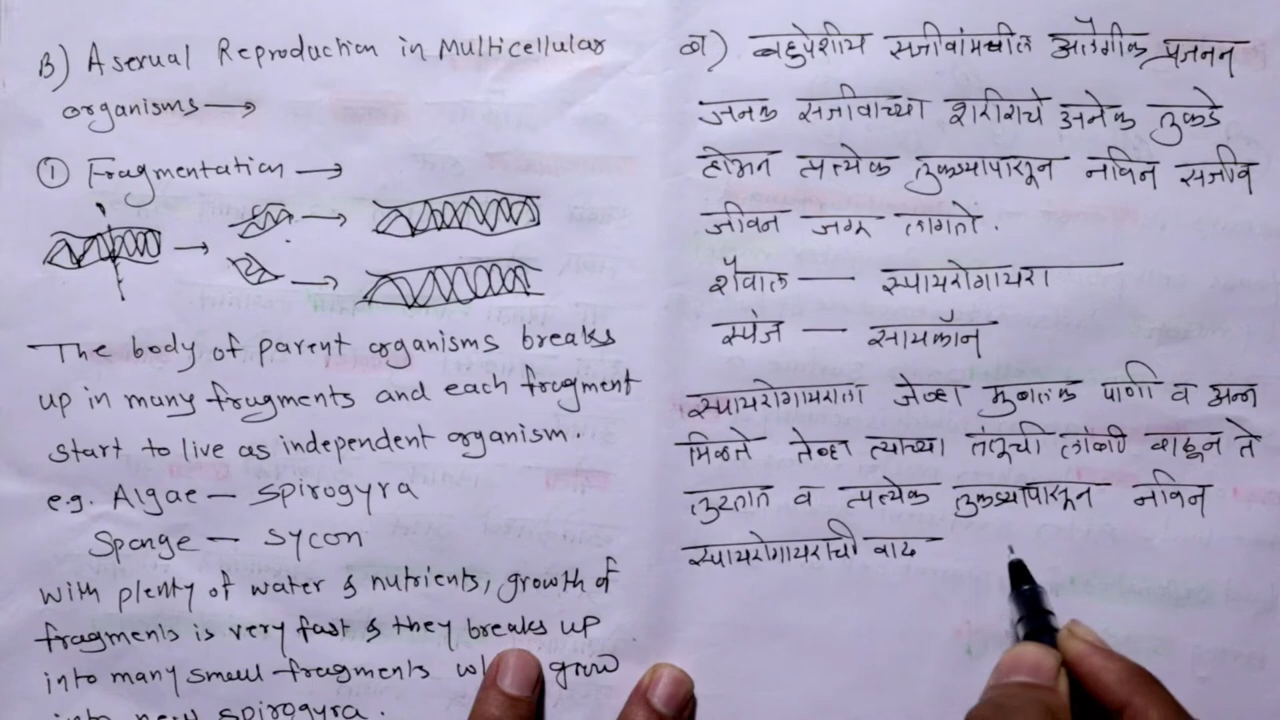 B) Asexual Reproduction in Multicellular
organisms →
① Fragmentation →
The body of parent organisms breaks
up in many fragments and each fragment
start to live as independent organism.
e.g. Algae — Spirogyra
Sponge — Sycon
With plenty of water & nutrients, growth of
fragments is very fast & they breaks up
into many small fragments grow
into new spirogyra.
ब) बहुपेशीय सजीवांमधील अलैंगीक प्रजनन
जनक सजीवाच्या शरीराचे अनेक तुकडे
होऊन प्रत्येक तुकड्यापासून नविन सजीव
जीवन जगू लागतो.
शैवाल — स्पायरोगायरा
स्पंज — सायकॉन
स्पायरोगायराला जेव्हा मुबलक पाणी व अन्न
मिळते तेव्हा त्याच्या तंतूची लांबी वाढून ते
तुटतात व प्रत्येक तुकड्यापासून नविन
स्पायरोगायराची वाढ